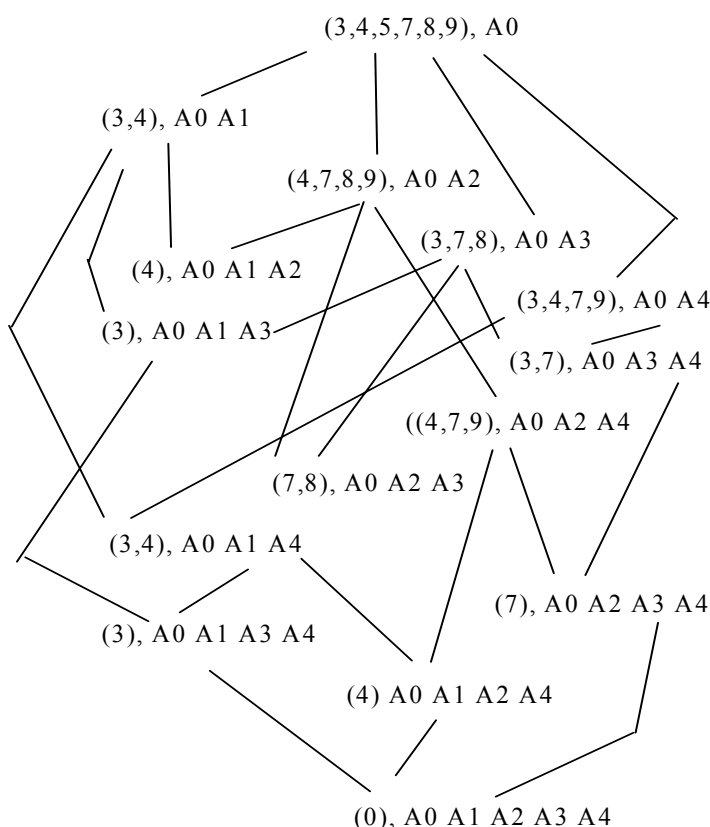 (3,4,5,7,8,9), A0
(3,4), A0 A1
(4,7,8,9), A0 A2
(3,7,8), A0 A3
(4), A0 A1 A2
(3,4,7,9), A0 A4
(3), A0 A1 A3
(3,7), A0 A3 A4
((4,7,9), A0 A2 A4
(7,8), A0 A2 A3
(3,4), A0 A1 A4
(7), A0 A2 A3 A4
(3), A0 A1 A3 A4
(4) A0 A1 A2 A4
(0), A0 A1 A2 A3 A4